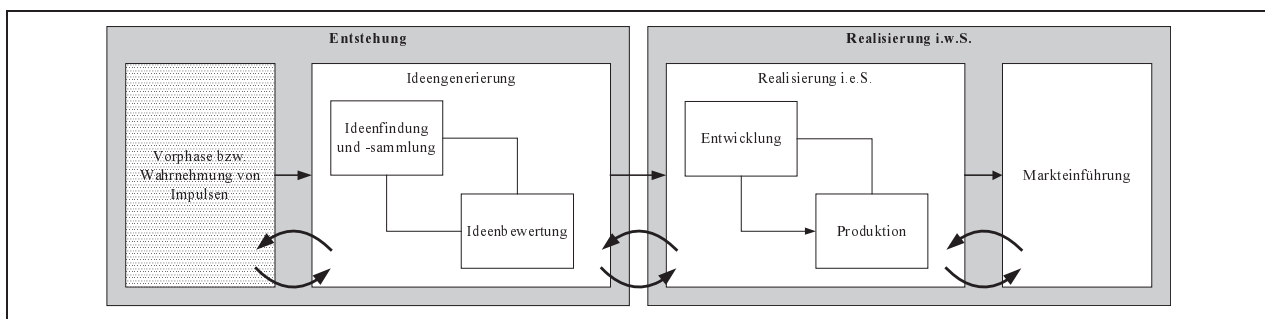 Entstehung
Vorphase bzw.
Wahrnehmung von
Impulsen
Ideengenerierung
Ideenfindung
und -sammlung
Ideenbewertung
Realisierung i.w.S.
Realisierung i.e.S.
Entwicklung
Produktion
Markteinführung